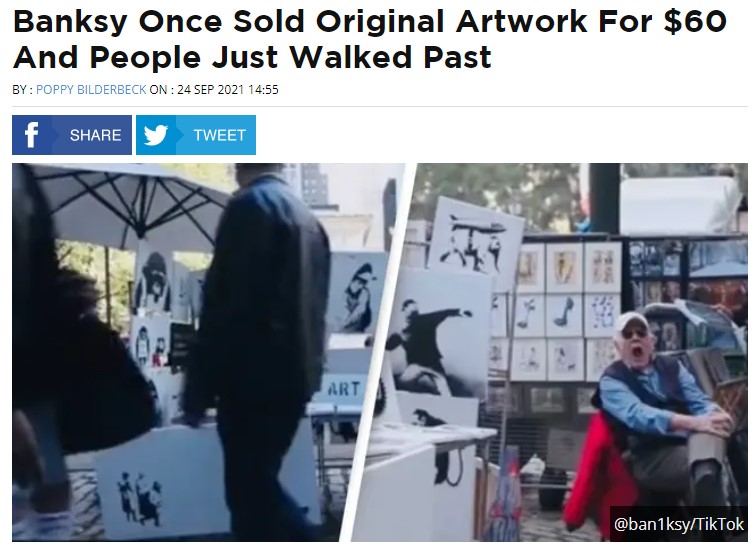 Banksy Once Sold Original Artwork For $60
And People Just Walked Past
BY : POPPY BILDERBECK ON : 24 SEP 2021 14:55
f SHARE TWEET
ART
@ban1ksy/TikTok